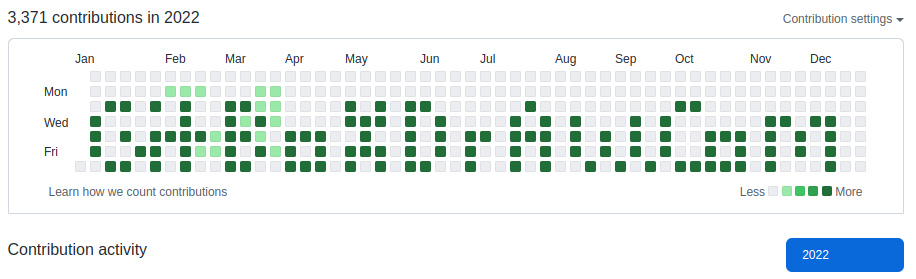 3,371 contributions in 2022
Contribution settings
Jan Feb Mar Apr May Jun Jul Aug Sep Oct Nov Dec
Mon
Wed
Fri
Learn how we count contributions
Less More
Contribution activity
2022